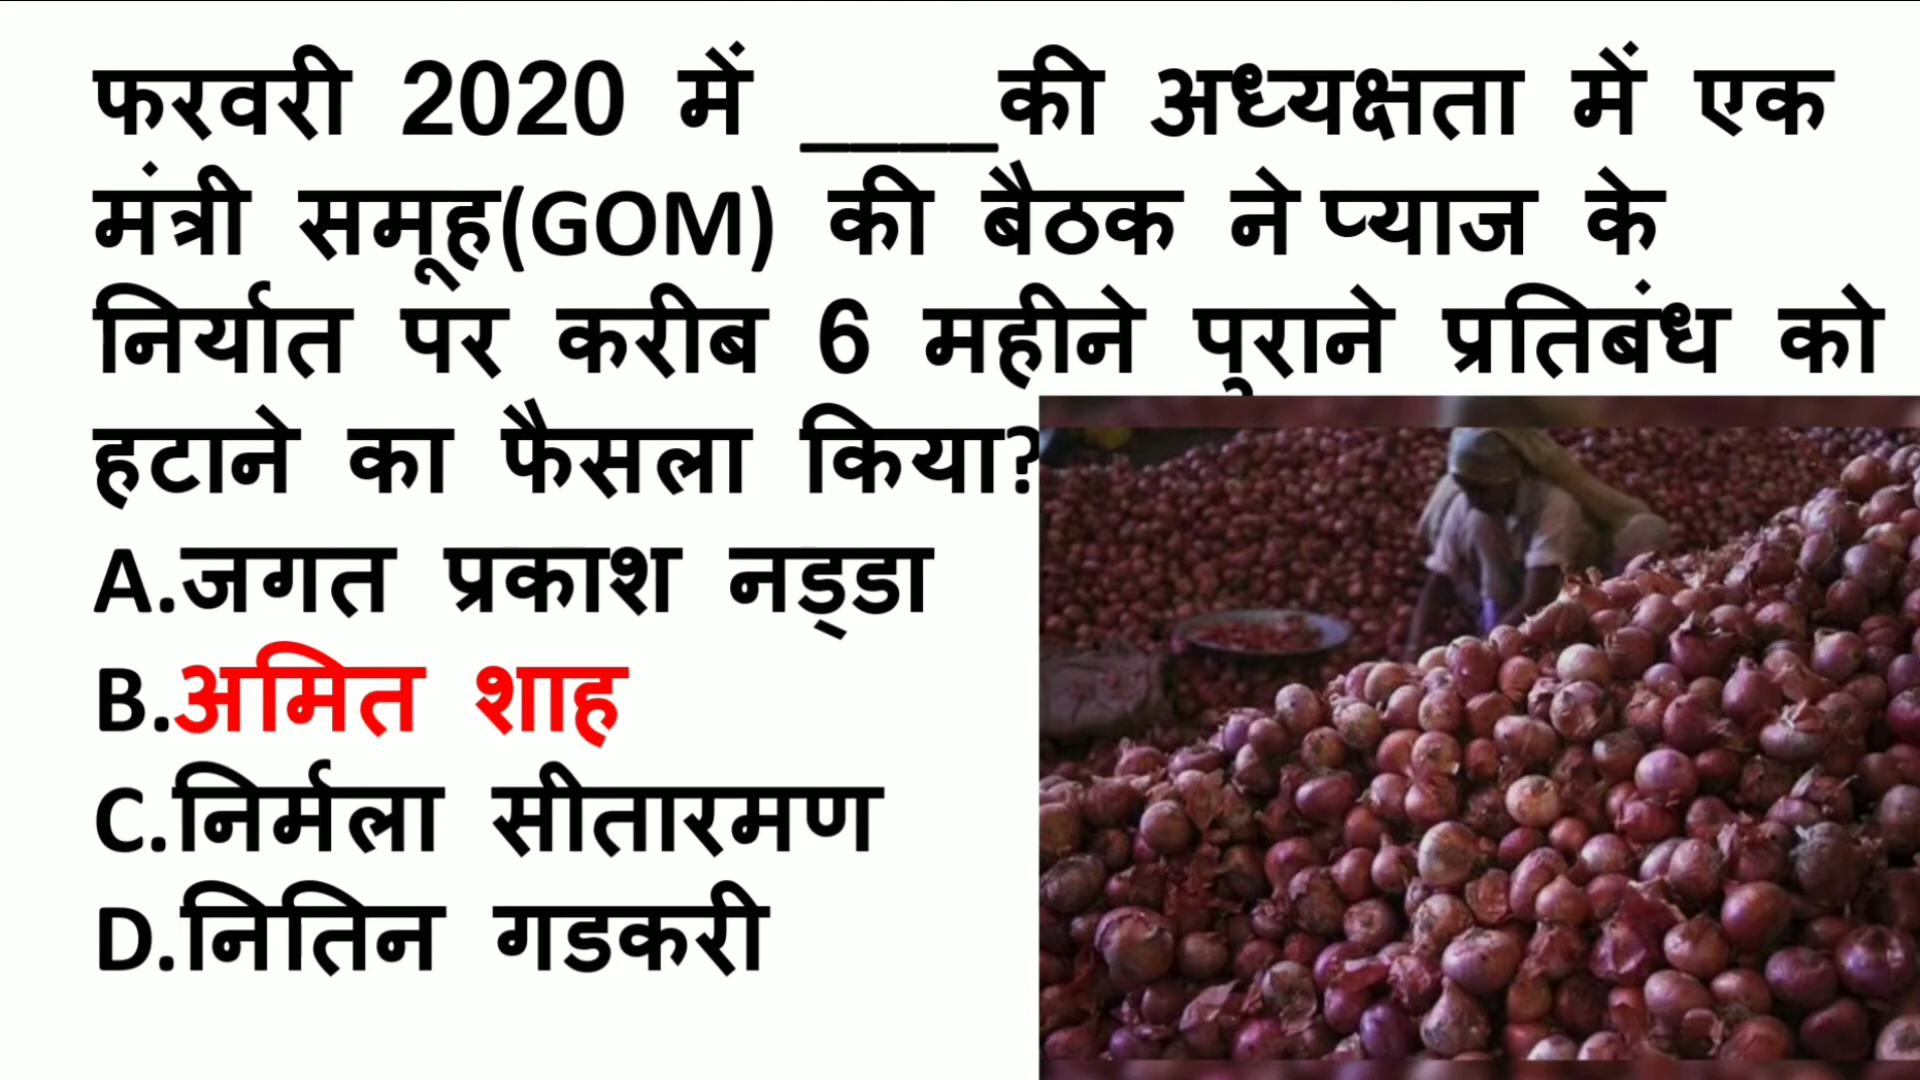 फरवरी 2020 में ____की अध्यक्षता में एक
मंत्री समूह(GOM) की बैठक ने प्याज के
निर्यात पर करीब 6 महीने पुराने प्रतिबंध को
हटाने का फैसला किया?
A.जगत प्रकाश नड्डा
B.अमित शाह
C.निर्मला सीतारमण
D.नितिन गडकरी